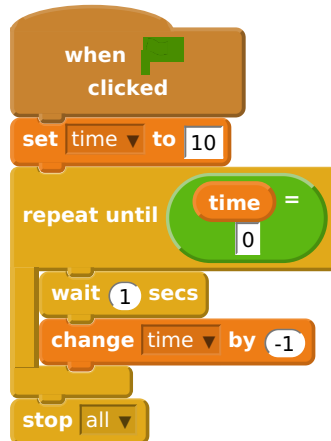 when
clicked
set time to 10
repeat until time =
0
wait 1 secs
change time by -1
stop all